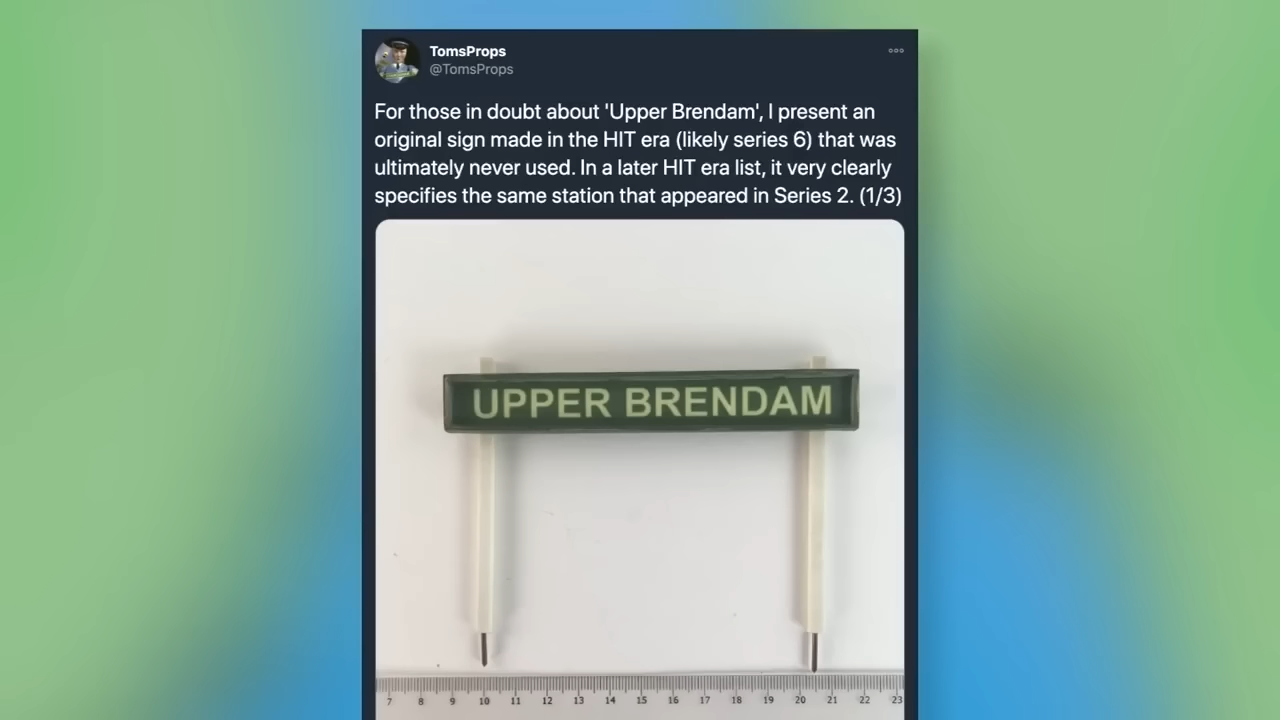 TomsProps
@TomsProps
For those in doubt about 'Upper Brendam', I present an
original sign made in the HIT era (likely series 6) that was
ultimately never used. In a later HIT era list, it very clearly
specifies the same station that appeared in Series 2. (1/3)
UPPER BRENDAM
7 8 9 10 11 12 13 14 15 16 17 18 19 20 21 22 23